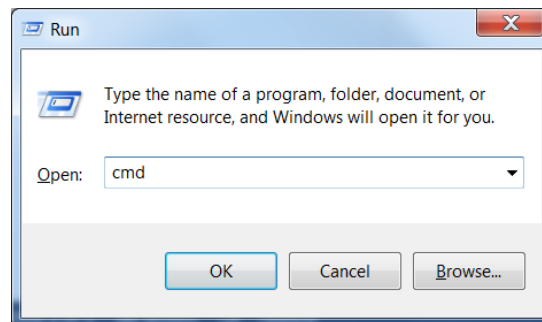 Run
Type the name of a program, folder, document, or
Internet resource, and Windows will open it for you.
Open: cmd
OK Cancel Browse...